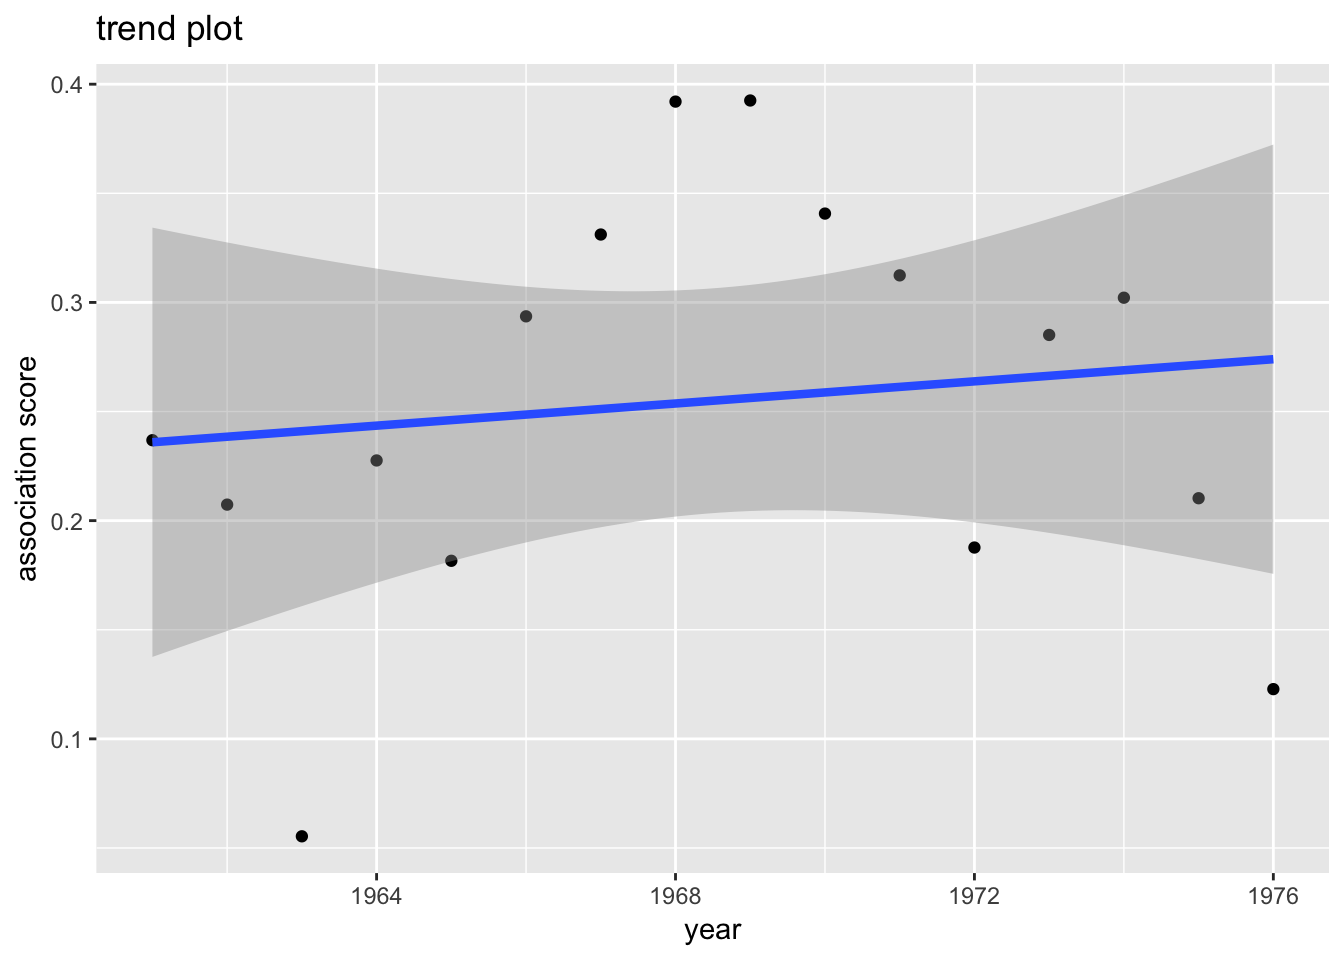 trend plot
association score
0.4
0.3
0.2
0.1
1964 1968 1972 1976
year